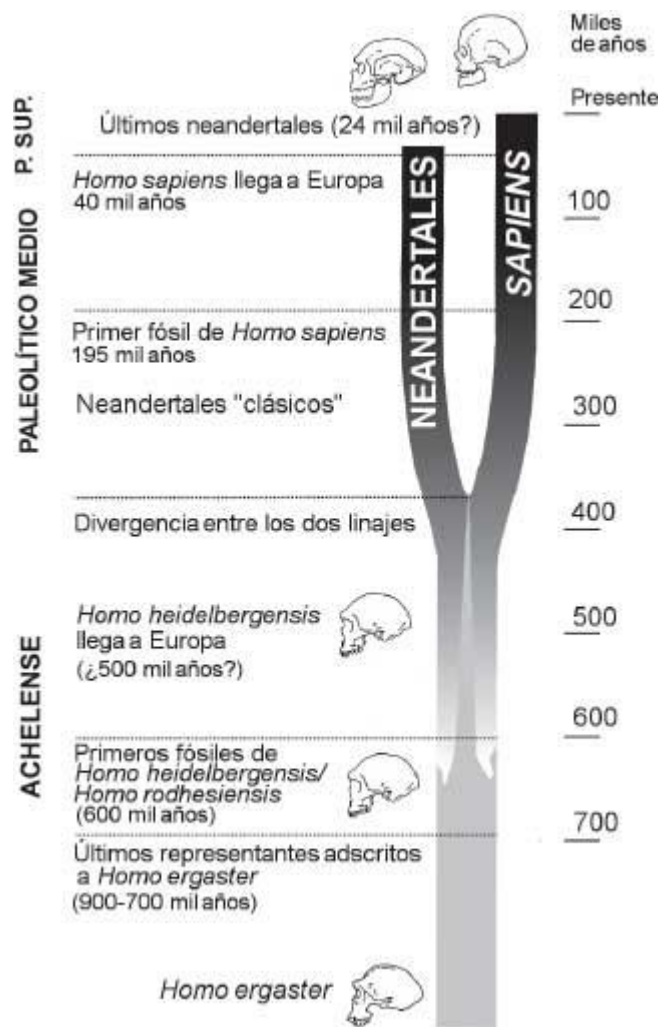 Miles
de años
Presente
Últimos neandertales (24 mil años?)
Homo sapiens llega a Europa
40 mil años
100
200
Primer fósil de Homo sapiens
195 mil años
Neandertales "clásicos"
300
Divergencia entre los dos linajes
400
Homo heidelbergensis
llega a Europa
(¿500 mil años?)
500
600
Primeros fósiles de
Homo heidelbergensis/
Homo rodhesiensis
(600 mil años)
700
Últimos representantes adscritos
a Homo ergaster
(900-700 mil años)
Homo ergaster
NEANDERTALES
SAPIENS
P. SUP.
PALEOLÍTICO MEDIO
ACHELENSE